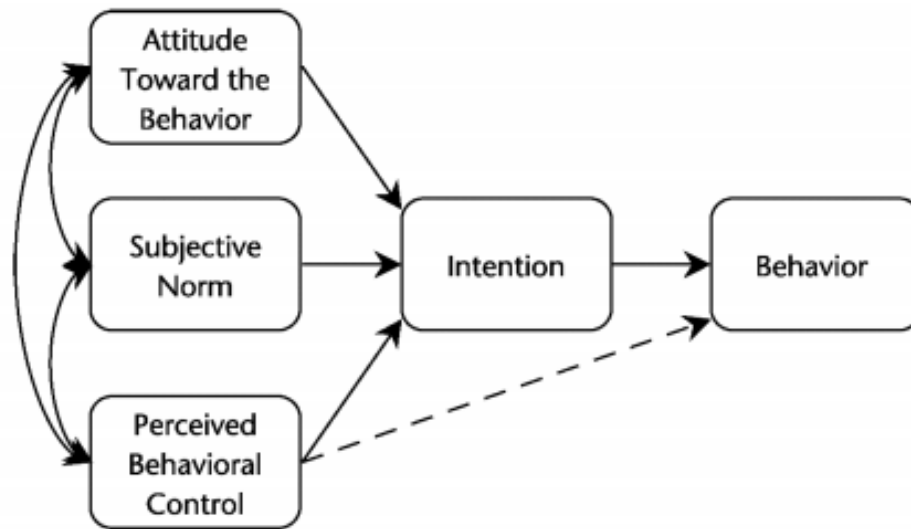 Attitude
Toward the
Behavior
Subjective
Norm
Intention
Behavior
Perceived
Behavioral
Control